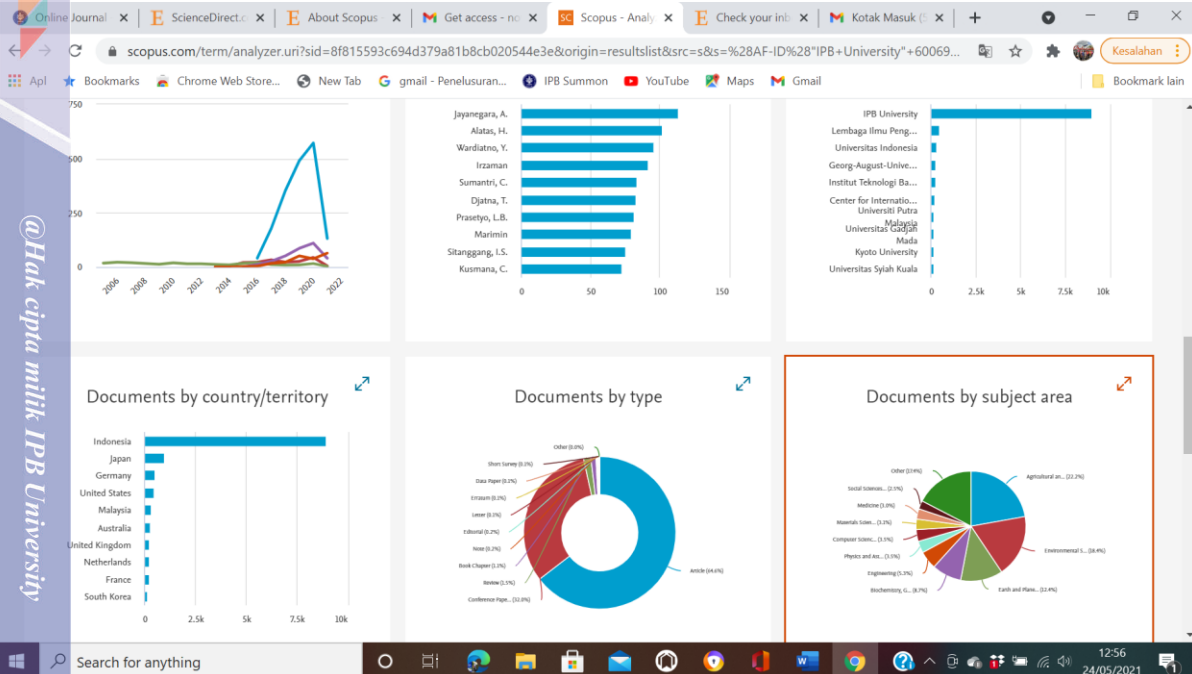 Online Journal
ScienceDirect.c
About Scopus -
Get access - no
Scopus - Analy
Check your inb
Kotak Masuk (5
scopus.com/term/analyzer.uri?sid=8f815593c694d379a81b8cb020544e3e&origin=resultslist&src=s&s=%28AF-ID%28"IPB+University"+60069...
Kesalahan
Apl
Bookmarks
Chrome Web Store...
New Tab
gmail - Penelusuran...
IPB Summon
YouTube
Maps
Gmail
Bookmark lain
750
500
250
0
2006
2008
2010
2012
2014
2016
2018
2020
2022
Jayanegara, A.
Alatas, H.
Wardiatno, Y.
Irzaman
Sumantri, C.
Djatna, T.
Prasetyo, L.B.
Marimin
Sitanggang, I.S.
Kusmana, C.
0
50
100
150
IPB University
Lembaga Ilmu Peng...
Universitas Indonesia
Georg-August-Unive...
Institut Teknologi Ba...
Center for Internatio...
Universiti Putra
Malaysia
Universitas Gadjah
Mada
Kyoto University
Universitas Syiah Kuala
0
2.5k
5k
7.5k
10k
Documents by country/territory
Indonesia
Japan
Germany
United States
Malaysia
Australia
United Kingdom
Netherlands
France
South Korea
0
2.5k
5k
7.5k
10k
Documents by type
Other (0.0%)
Short Survey (0.1%)
Data Paper (0.1%)
Erratum (0.2%)
Letter (0.1%)
Editorial (0.2%)
Note (0.2%)
Book Chapter (1.1%)
Review (1.5%)
Conference Pape... (32.0%)
Article (64.6%)
Documents by subject area
Other (17.6%)
Social Sciences... (2.5%)
Medicine (3.0%)
Materials Scien... (3.3%)
Computer Scienc... (3.5%)
Physics and Ast... (3.5%)
Engineering (5.3%)
Biochemistry, G... (8.7%)
Agricultural an... (22.2%)
Environmental S... (18.4%)
Earth and Plane... (12.4%)
@Hak cipta milik IPB University
Search for anything
12:56
24/05/2021
1